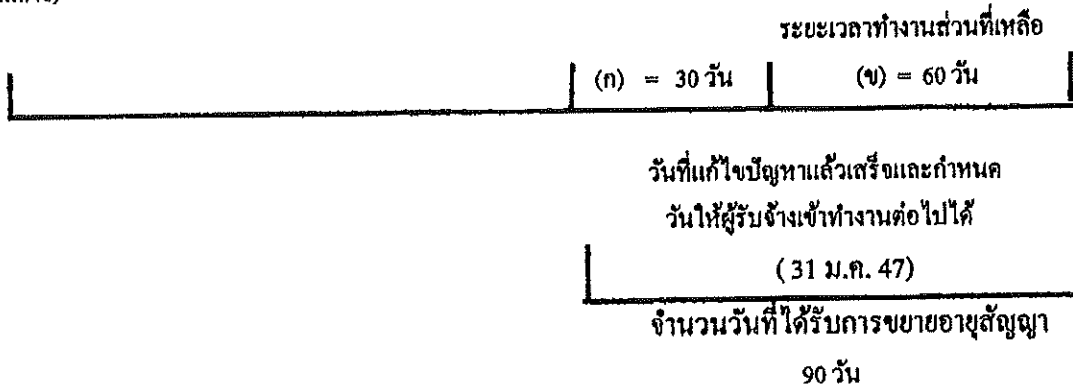 ระยะเวลาทำงานส่วนที่เหลือ
(ก) = 30 วัน (ข) = 60 วัน
วันที่แก้ไขปัญหาแล้วเสร็จและกำหนด
วันให้ผู้รับจ้างเข้าทำงานต่อไปได้
( 31 ม.ค. 47)
จำนวนวันที่ได้รับการขยายอายุสัญญา
90 วัน